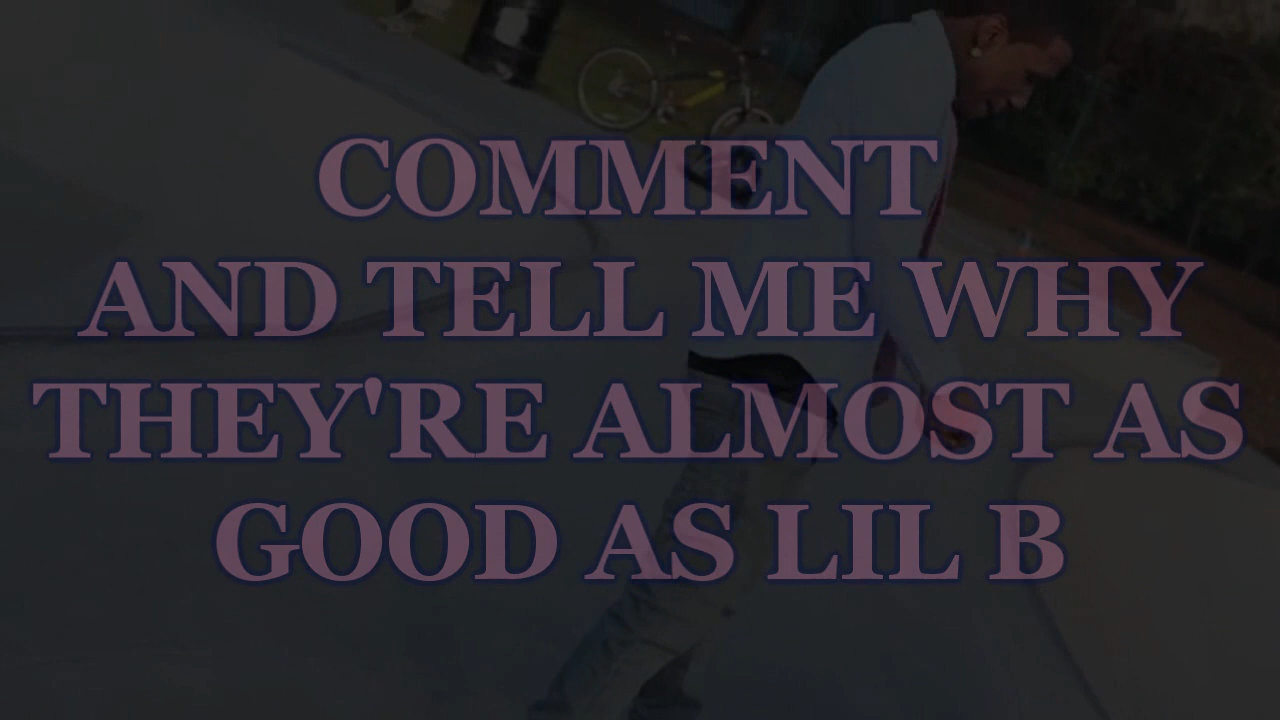 COMMENT
AND TELL ME WHY
THEY'RE ALMOST AS
GOOD AS LIL B